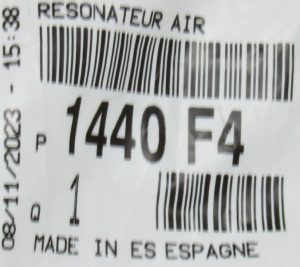 RESONATEUR AIR
P 1440 F4
Q 1
MADE IN ES ESPAGNE
08/11/2023 - 15:38